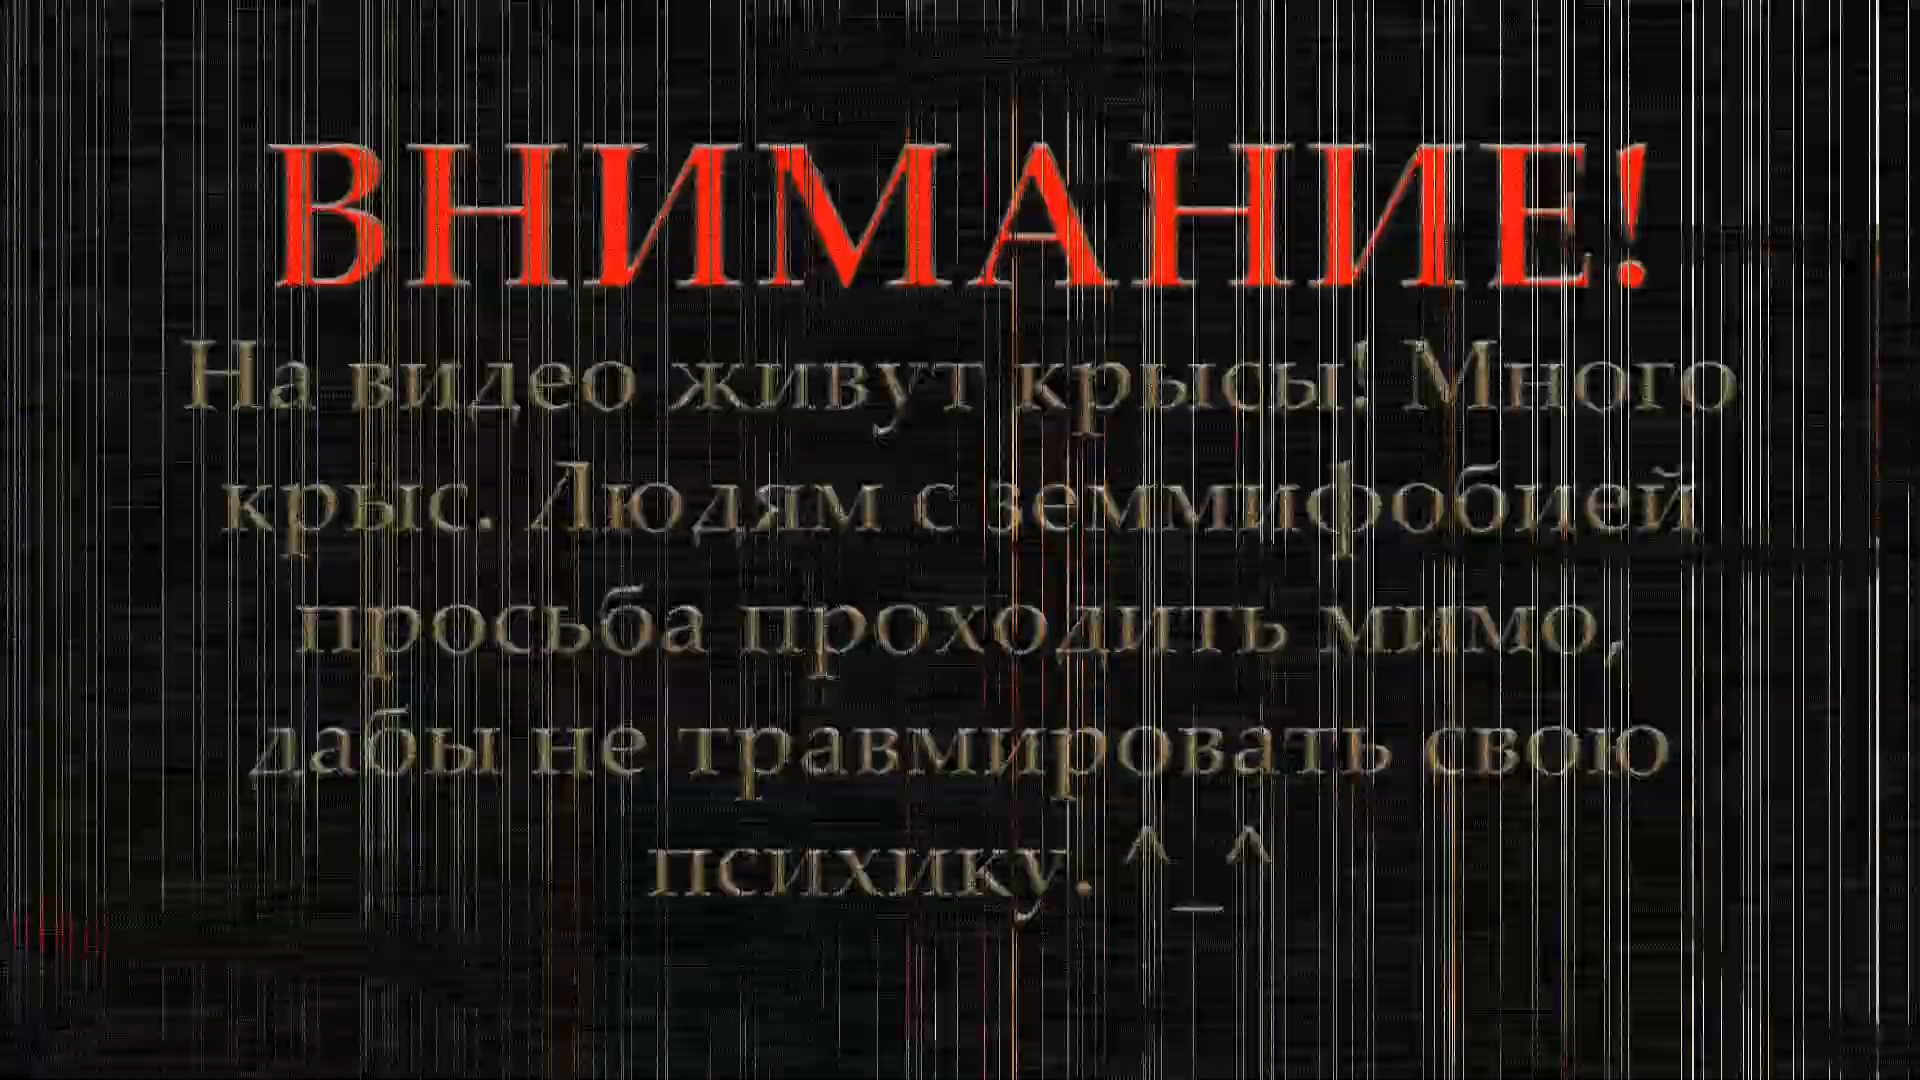 ВНИМАНИЕ!
На видео живут крысы! Много
крыс. Людям с земмифобией
просьба проходить мимо,
дабы не травмировать свою
психику. ^_^